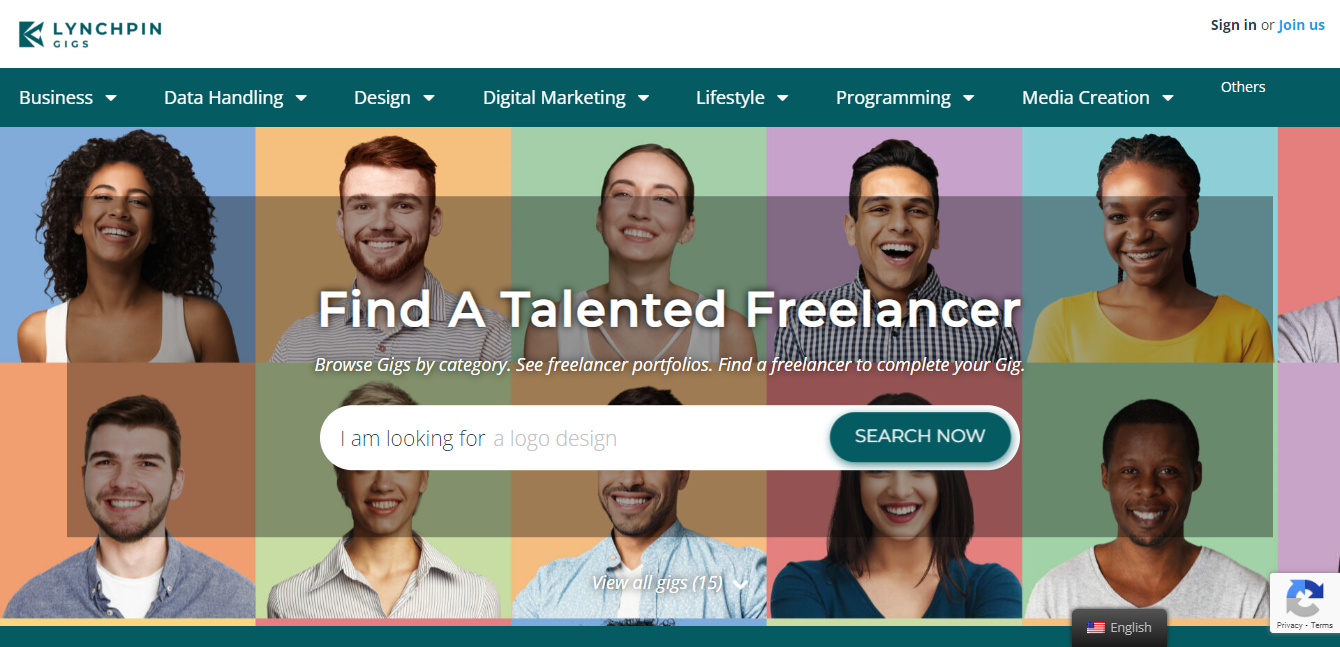 LYNCHPIN
GIGS
Sign in or Join us
Business
Data Handling
Design
Digital Marketing
Lifestyle
Programming
Media Creation
Others
Find A Talented Freelancer
Browse Gigs by category. See freelancer portfolios. Find a freelancer to complete your Gig.
I am looking for a logo design
SEARCH NOW
View all gigs (15)
English
Privacy - Terms